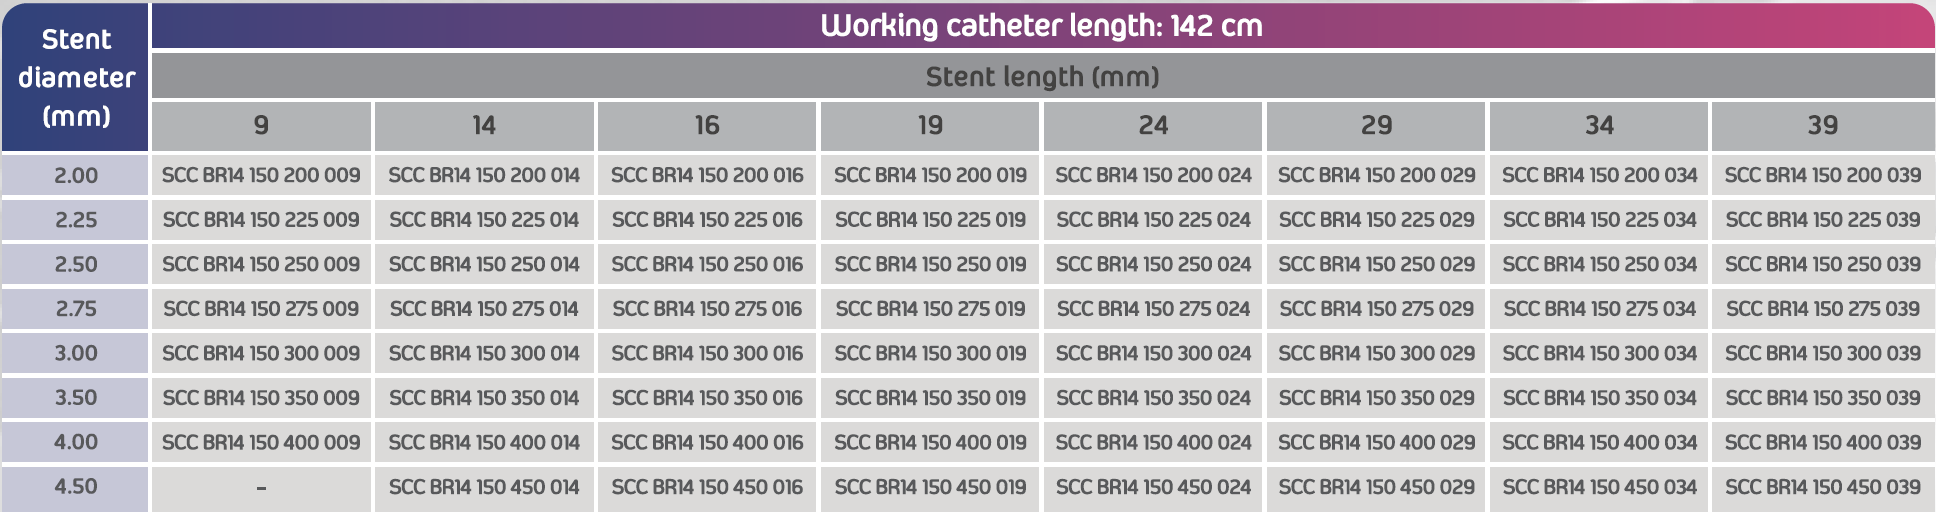 Stent diameter (mm) Working catheter length: 142 cm
Stent length (mm)
9 14 16 19 24 29 34 39
2.00 SCC BR14 150 200 009 SCC BR14 150 200 014 SCC BR14 150 200 016 SCC BR14 150 200 019 SCC BR14 150 200 024 SCC BR14 150 200 029 SCC BR14 150 200 034 SCC BR14 150 200 039
2.25 SCC BR14 150 225 009 SCC BR14 150 225 014 SCC BR14 150 225 016 SCC BR14 150 225 019 SCC BR14 150 225 024 SCC BR14 150 225 029 SCC BR14 150 225 034 SCC BR14 150 225 039
2.50 SCC BR14 150 250 009 SCC BR14 150 250 014 SCC BR14 150 250 016 SCC BR14 150 250 019 SCC BR14 150 250 024 SCC BR14 150 250 029 SCC BR14 150 250 034 SCC BR14 150 250 039
2.75 SCC BR14 150 275 009 SCC BR14 150 275 014 SCC BR14 150 275 016 SCC BR14 150 275 019 SCC BR14 150 275 024 SCC BR14 150 275 029 SCC BR14 150 275 034 SCC BR14 150 275 039
3.00 SCC BR14 150 300 009 SCC BR14 150 300 014 SCC BR14 150 300 016 SCC BR14 150 300 019 SCC BR14 150 300 024 SCC BR14 150 300 029 SCC BR14 150 300 034 SCC BR14 150 300 039
3.50 SCC BR14 150 350 009 SCC BR14 150 350 014 SCC BR14 150 350 016 SCC BR14 150 350 019 SCC BR14 150 350 024 SCC BR14 150 350 029 SCC BR14 150 350 034 SCC BR14 150 350 039
4.00 SCC BR14 150 400 009 SCC BR14 150 400 014 SCC BR14 150 400 016 SCC BR14 150 400 019 SCC BR14 150 400 024 SCC BR14 150 400 029 SCC BR14 150 400 034 SCC BR14 150 400 039
4.50 - SCC BR14 150 450 014 SCC BR14 150 450 016 SCC BR14 150 450 019 SCC BR14 150 450 024 SCC BR14 150 450 029 SCC BR14 150 450 034 SCC BR14 150 450 039